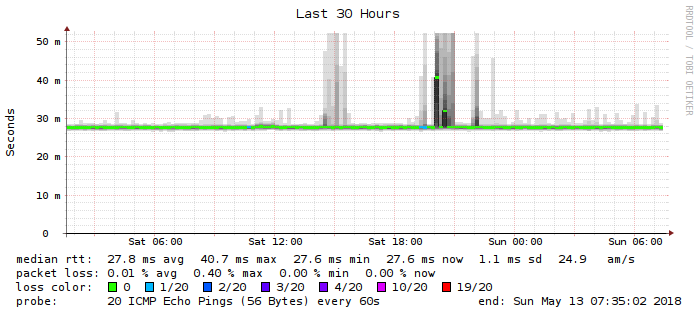 Last 30 Hours
RRDTOOL / TOBI OETIKER
Seconds
50 m
40 m
30 m
20 m
10 m
0
Sat 06:00 Sat 12:00 Sat 18:00 Sun 00:00 Sun 06:00
median rtt: 27.8 ms avg 40.7 ms max 27.6 ms min 27.6 ms now 1.1 ms sd 24.9 am/s
packet loss: 0.01 % avg 0.40 % max 0.00 % min 0.00 % now
loss color: 0 1/20 2/20 3/20 4/20 10/20 19/20
probe: 20 ICMP Echo Pings (56 Bytes) every 60s end: Sun May 13 07:35:02 2018